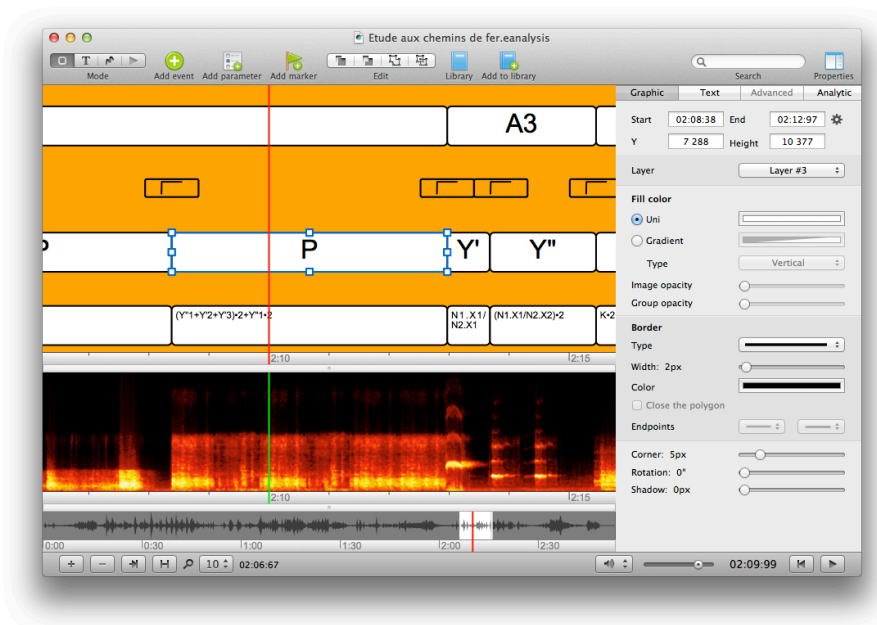 Etude aux chemins de fer.eanalysis
T
Mode
Add event
Add parameter
Add marker
Edit
Library
Add to library
Search
Properties
A3
P
Y'
Y"
(Y"1+Y'2+Y'3)•2+Y"1•2
N1.X1/
N2.X1
(N1.X1/N2.X2)•2
K•2
2:10
2:15
2:10
2:15
0:00
0:30
1:00
1:30
2:00
2:30
10
02:06:67
02:09:99
Graphic
Text
Advanced
Analytic
Start
02:08:38
End
02:12:97
Y
7 288
Height
10 377
Layer
Layer #3
Fill color
Uni
Gradient
Type
Vertical
Image opacity
Group opacity
Border
Type
Width: 2px
Color
Close the polygon
Endpoints
Corner: 5px
Rotation: 0°
Shadow: 0px